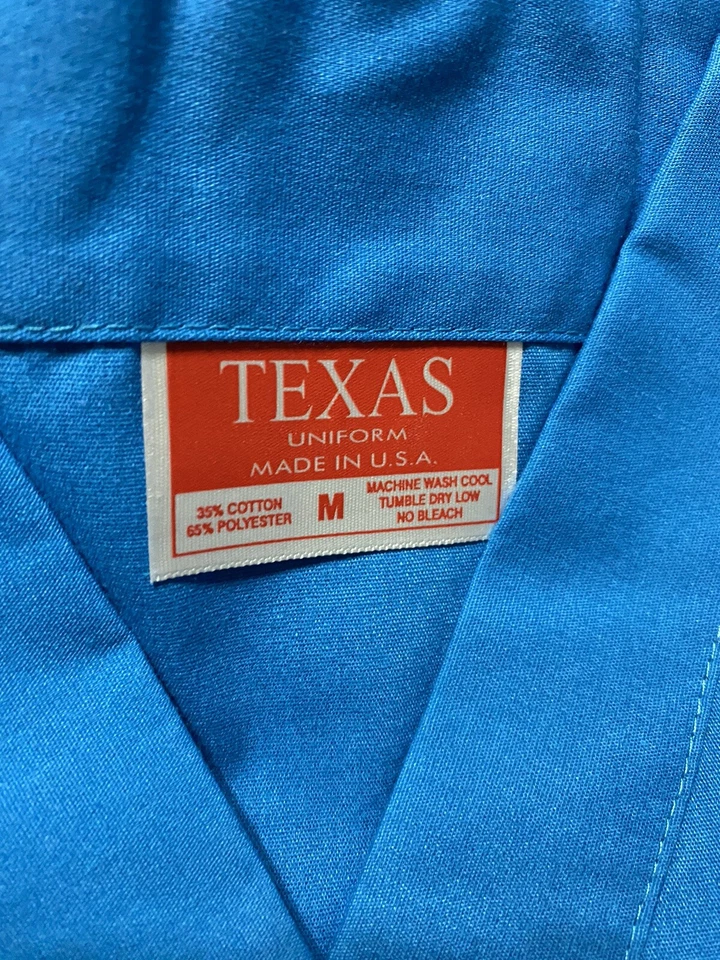 TEXAS
UNIFORM
MADE IN U.S.A.
35% COTTON
65% POLYESTER
M
MACHINE WASH COOL
TUMBLE DRY LOW
NO BLEACH